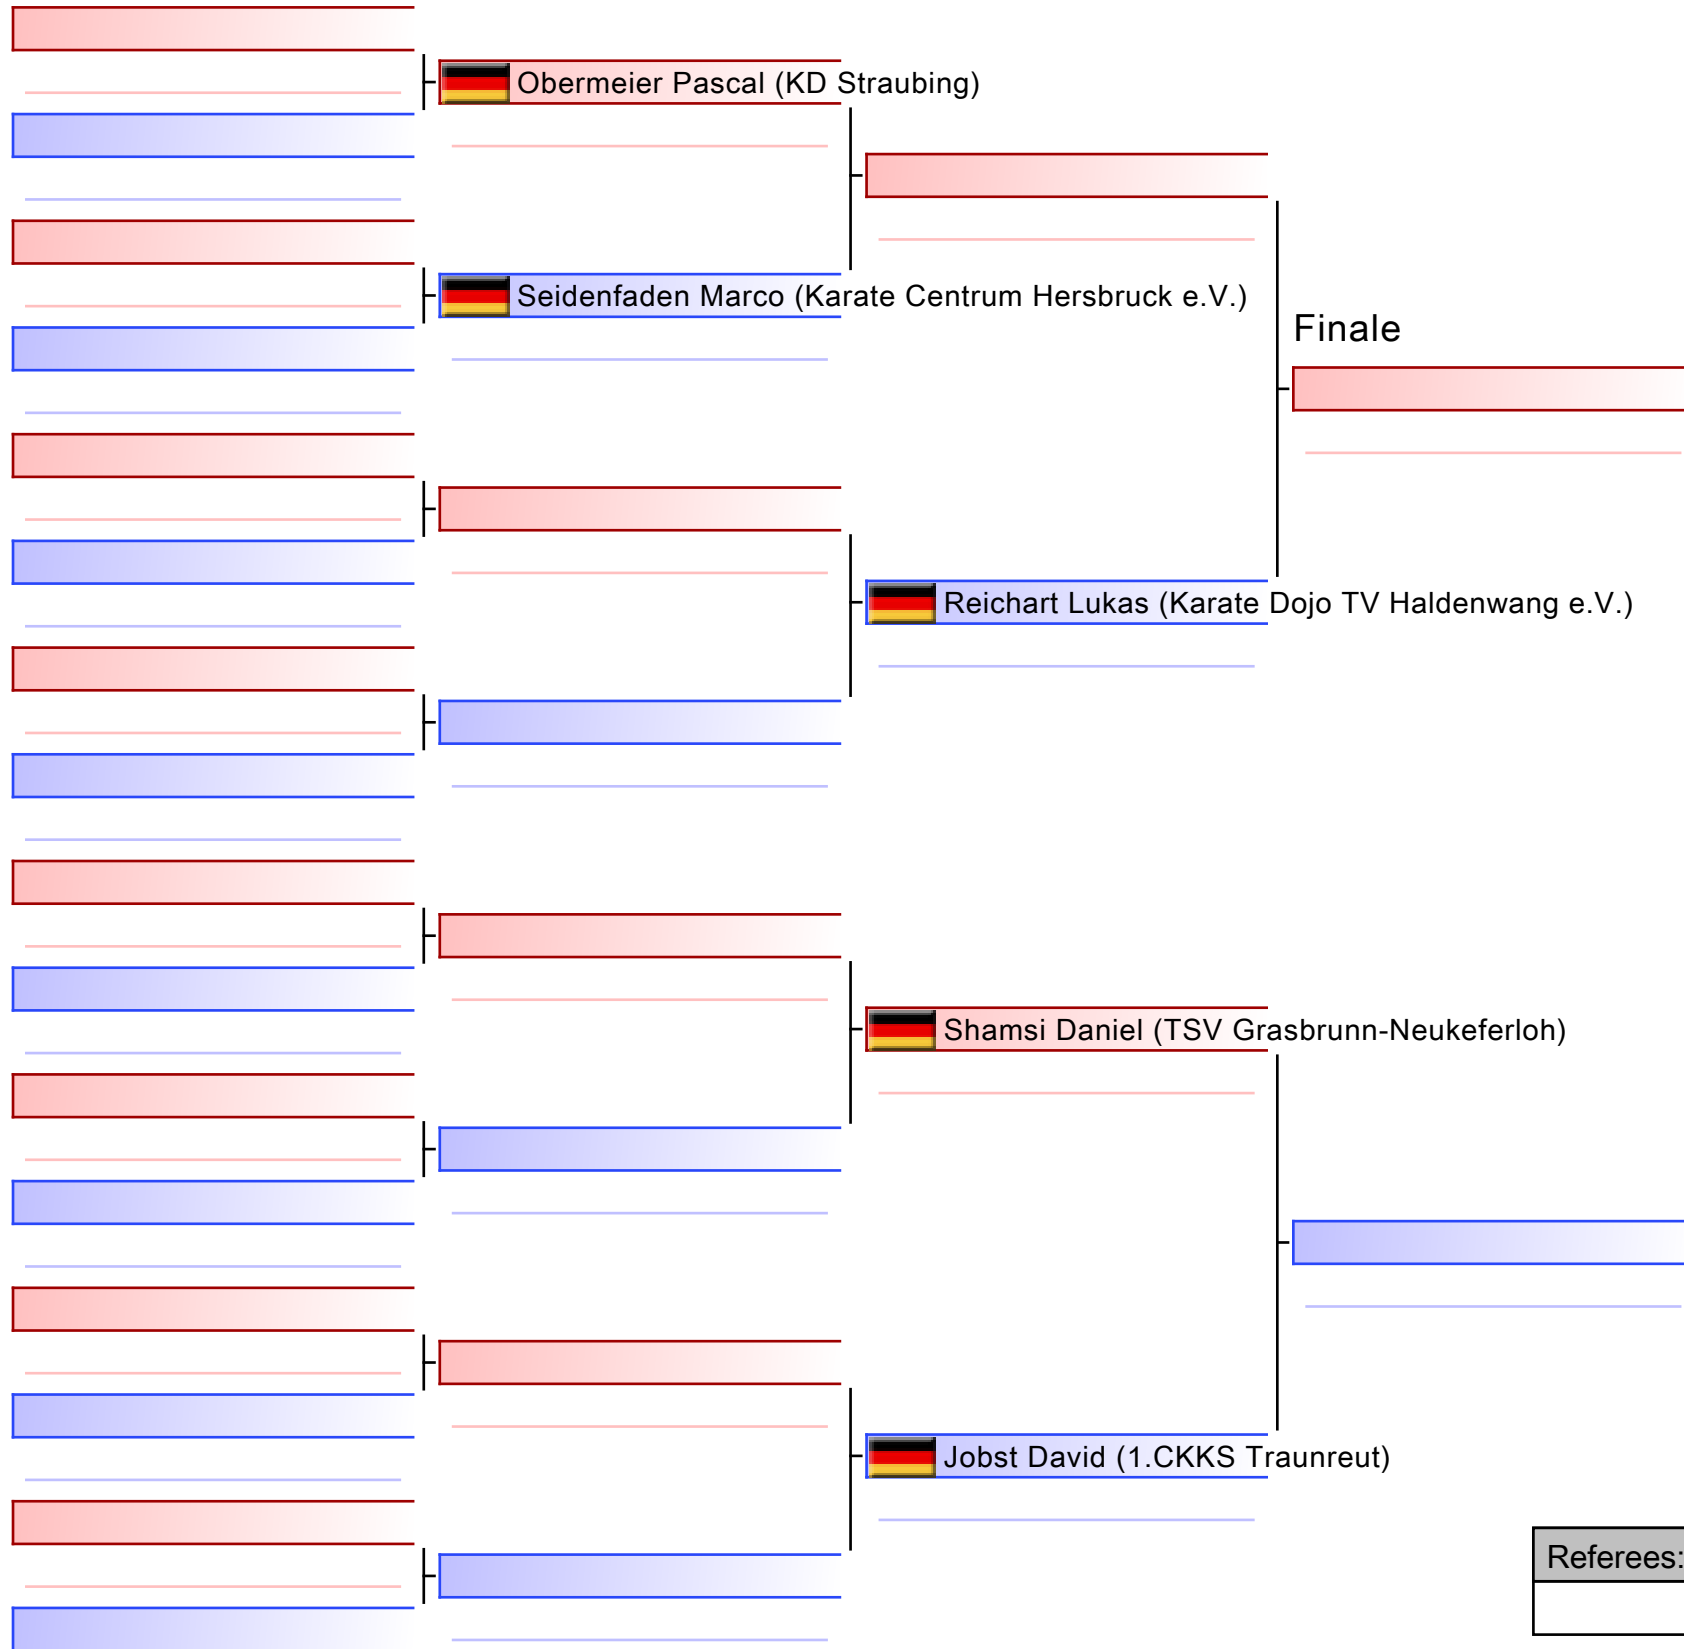 Obermeier Pascal (KD Straubing)
Seidenfaden Marco (Karate Centrum Hersbruck e.V.)
Finale
Reichart Lukas (Karate Dojo TV Haldenwang e.V.)
Shamsi Daniel (TSV Grasbrunn-Neukeferloh)
Jobst David (1.CKKS Traunreut)
Referees: